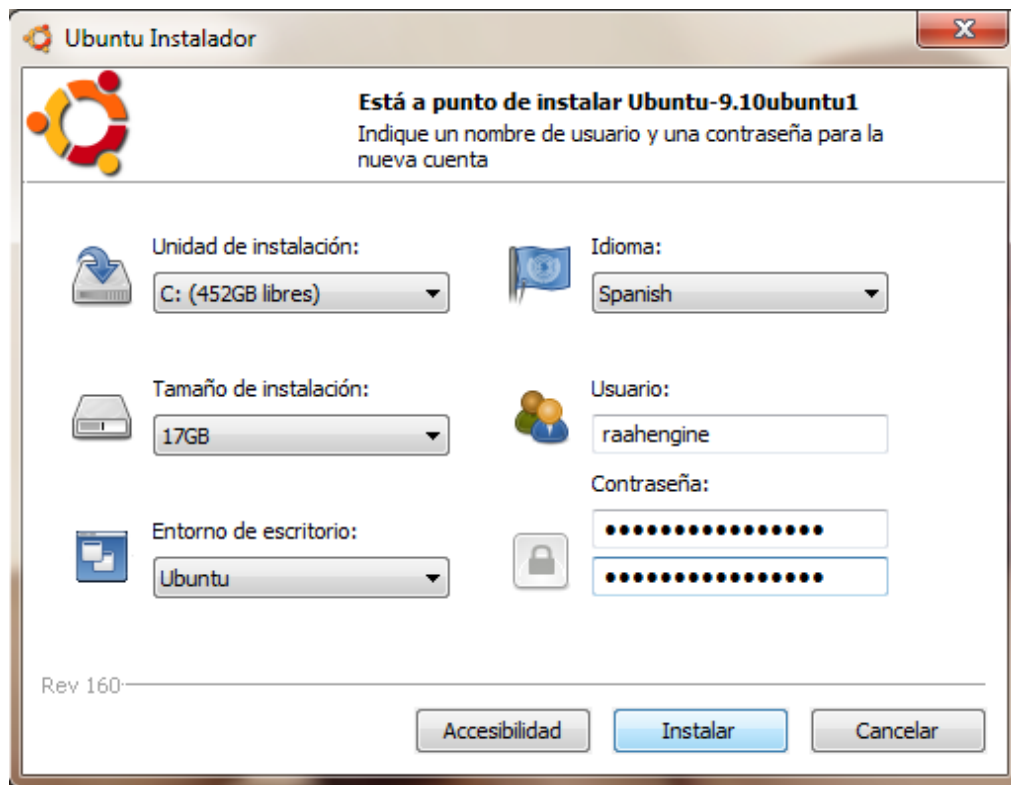 Ubuntu Instalador
Está a punto de instalar Ubuntu-9.10ubuntu1
Indique un nombre de usuario y una contraseña para la
nueva cuenta
Unidad de instalación:
C: (452GB libres)
Idioma:
Spanish
Tamaño de instalación:
17GB
Usuario:
raahengine
Contraseña:
••••••••••••••••
••••••••••••••••
Entorno de escritorio:
Ubuntu
Rev 160
Accesibilidad
Instalar
Cancelar